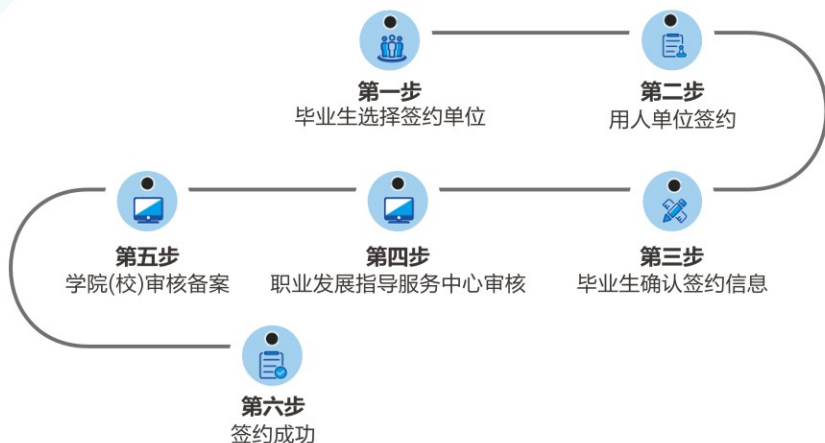 第一步
毕业生选择签约单位
第二步
用人单位签约
第三步
毕业生确认签约信息
第四步
职业发展指导服务中心审核
第五步
学院(校)审核备案
第六步
签约成功